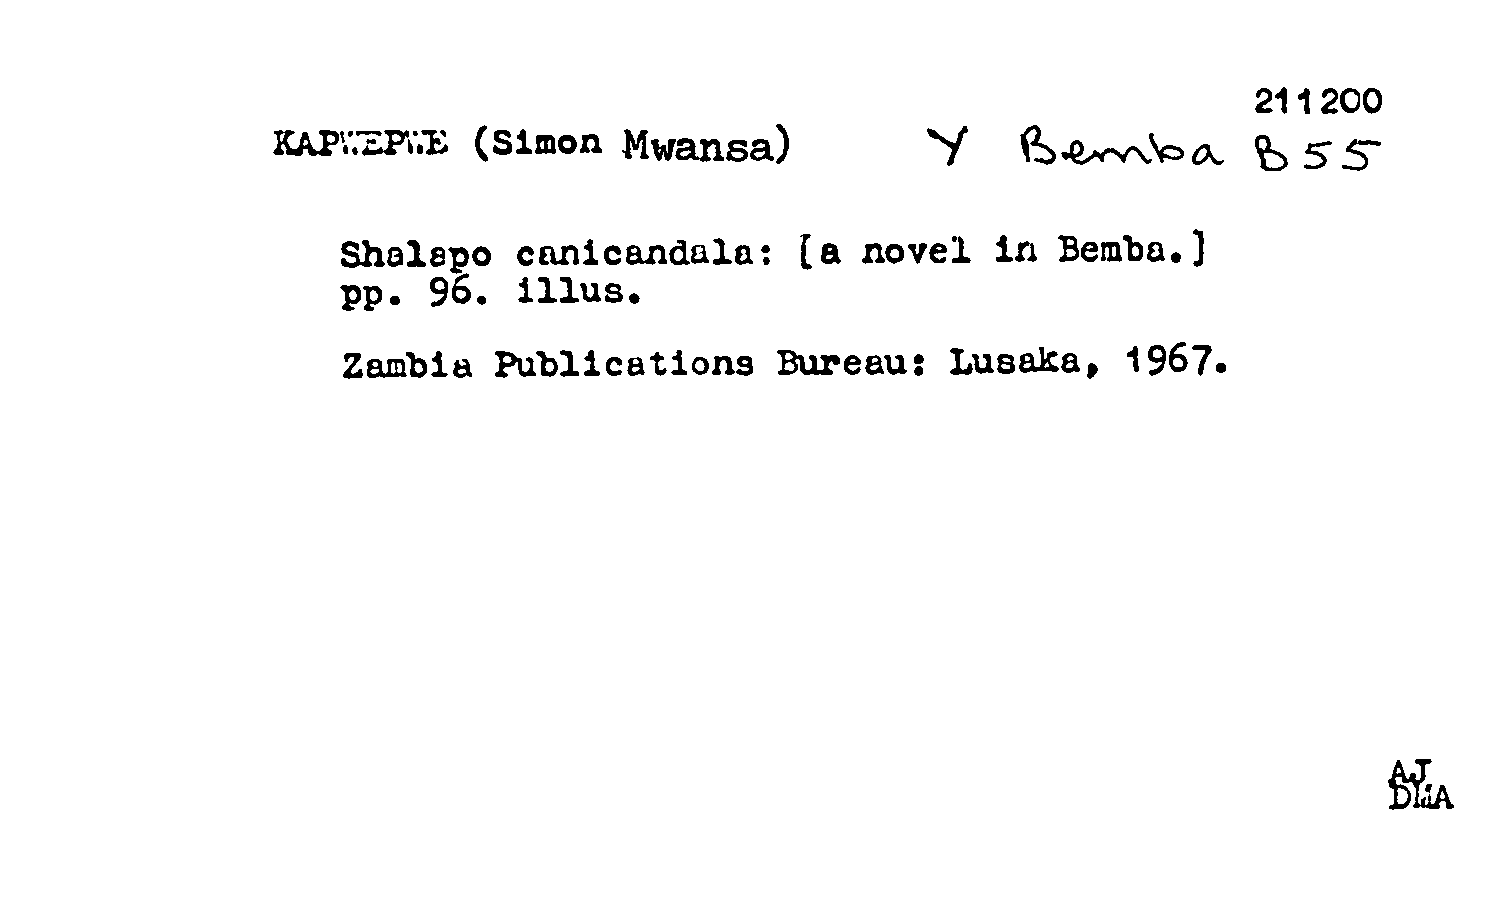 211200
KAPWEPWE (Simon Mwansa) Y Bemba B55
Shalapo canicandala: [a novel in Bemba.]
pp. 96. illus.
Zambia Publications Bureau: Lusaka, 1967.
AJ